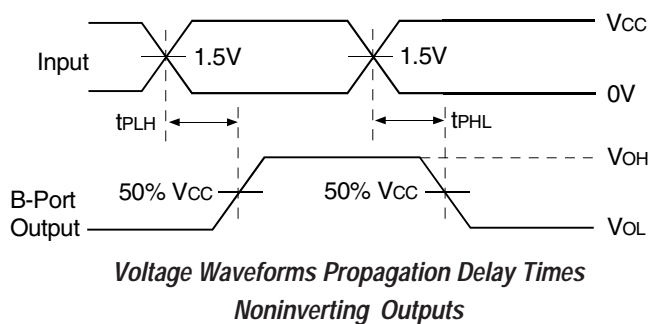 VCC
Input
1.5V
1.5V
0V
tPLH
tPHL
VOH
B-Port
Output
50% VCC
50% VCC
VOL
Voltage Waveforms Propagation Delay Times
Noninverting Outputs